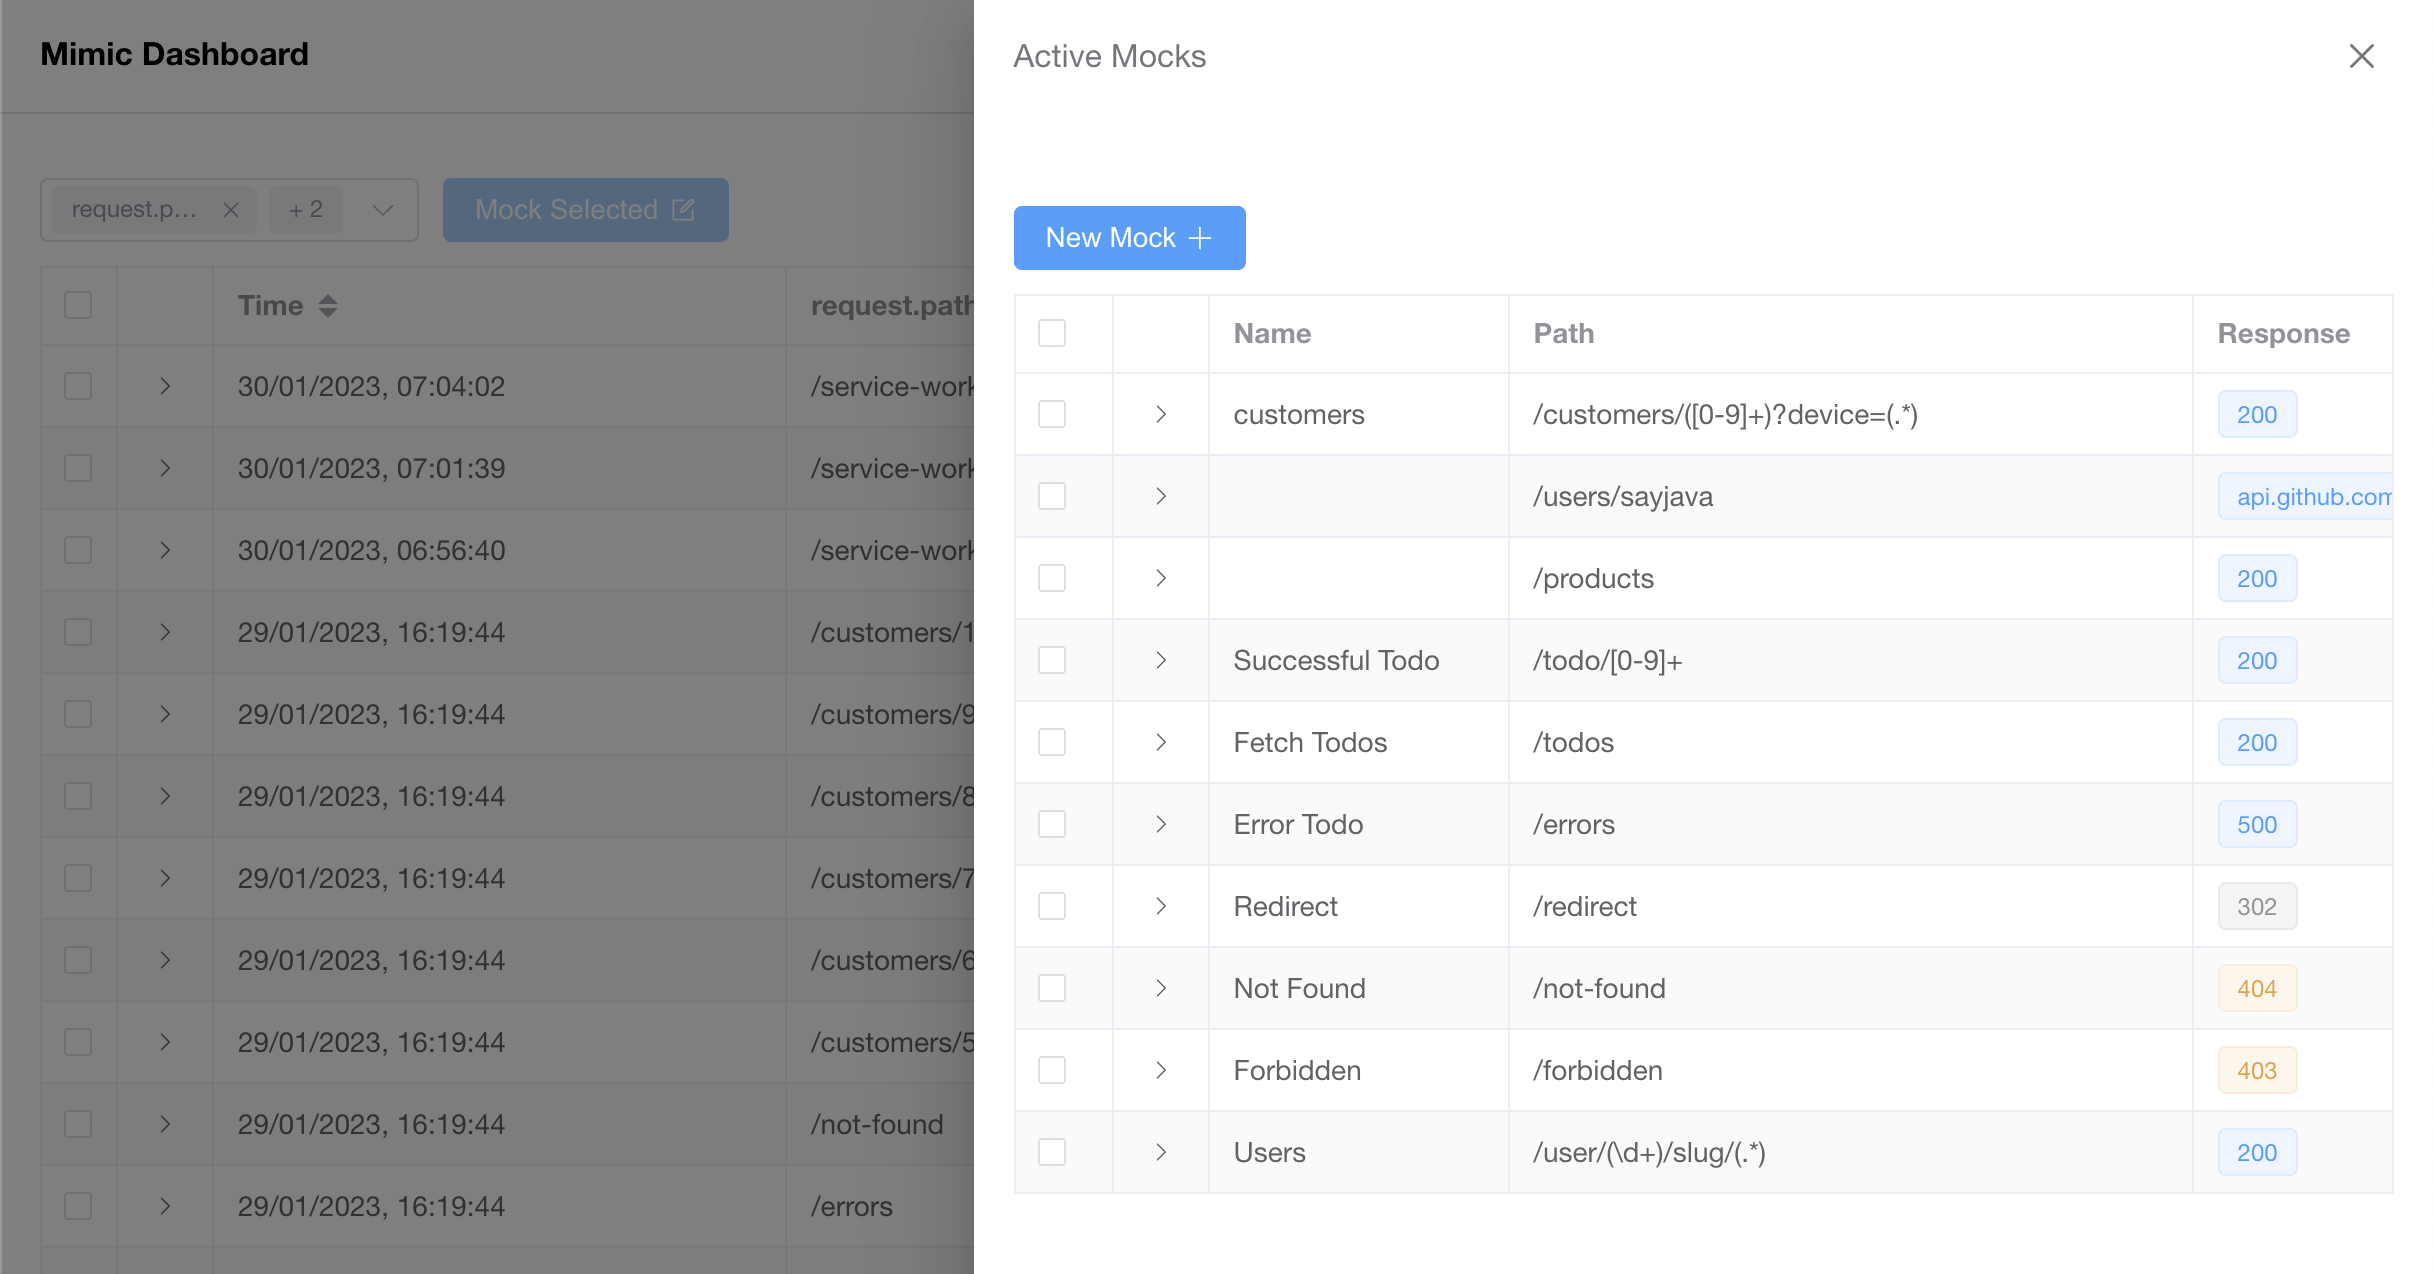 Mimic Dashboard
request.p...
+ 2
Mock Selected
Time
request.path
30/01/2023, 07:04:02 /service-work
30/01/2023, 07:01:39 /service-work
30/01/2023, 06:56:40 /service-work
29/01/2023, 16:19:44 /customers/1
29/01/2023, 16:19:44 /customers/9
29/01/2023, 16:19:44 /customers/8
29/01/2023, 16:19:44 /customers/7
29/01/2023, 16:19:44 /customers/6
29/01/2023, 16:19:44 /customers/5
29/01/2023, 16:19:44 /not-found
29/01/2023, 16:19:44 /errors
Active Mocks
New Mock
Name Path Response
customers /customers/([0-9]+)?device=(.*) 200
/users/sayjava api.github.com
/products 200
Successful Todo /todo/[0-9]+ 200
Fetch Todos /todos 200
Error Todo /errors 500
Redirect /redirect 302
Not Found /not-found 404
Forbidden /forbidden 403
Users /user/(\d+)/slug/(.*) 200